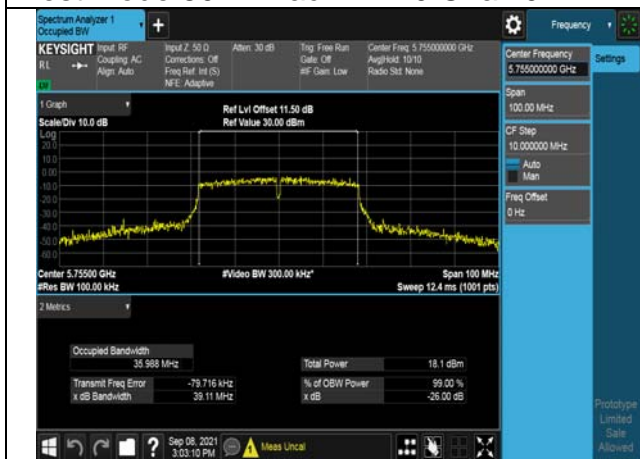 Spectrum Analyzer 1
Occupied BW
+
Frequency
KEYSIGHT
RL
Input: RF
Coupling: AC
Align: Auto
Input Z: 50 Ω
Corrections: Off
Freq Ref: Int (S)
NFE: Adaptive
Atten: 30 dB
Trig: Free Run
Gate: Off
#IF Gain: Low
Center Freq: 5.755000000 GHz
Avg|Hold: 10/10
Radio Std: None
Center Frequency
5.755000000 GHz
Settings
Span
100.00 MHz
CF Step
10.000000 MHz
Auto
Man
Freq Offset
0 Hz
1 Graph
Scale/Div 10.0 dB
Ref Lvl Offset 11.50 dB
Ref Value 30.00 dBm
Log
20.0
10.0
0.00
-10.0
-20.0
-30.0
-40.0
-50.0
-60.0
Center 5.75500 GHz
#Res BW 100.00 kHz
#Video BW 300.00 kHz*
Span 100 MHz
Sweep 12.4 ms (1001 pts)
2 Metrics
Occupied Bandwidth
35.988 MHz
Total Power
18.1 dBm
Transmit Freq Error
-79.716 kHz
% of OBW Power
99.00 %
x dB Bandwidth
39.11 MHz
x dB
-26.00 dB
Prototype
Limited
Sale
Allowed
?
Sep 08, 2021
3:03:10 PM
Meas Uncal